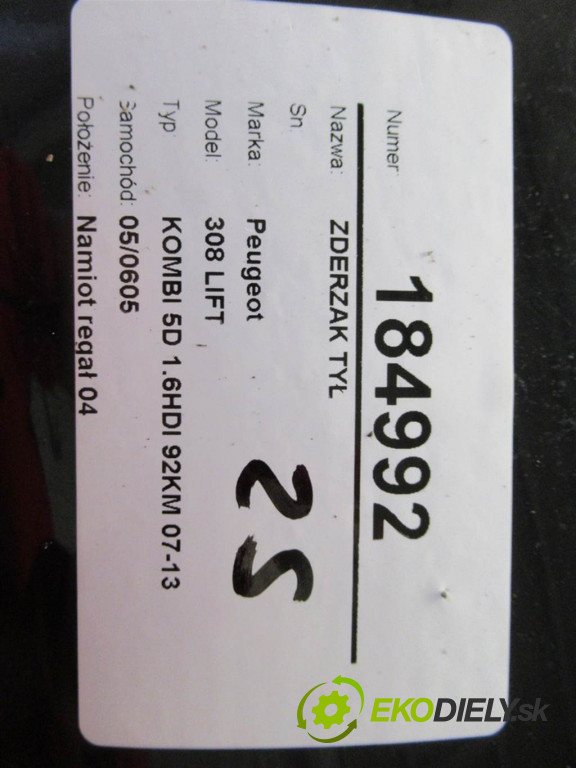 Numer: 184992
Nazwa: ZDERZAK TYŁ
Sn:
Marka: Peugeot
Model: 308 LIFT
Typ: KOMBI 5D 1.6HDI 92KM 07-13
Samochód: 05/0605
Położenie: Namiot regał 04
25
EKODIELY.sk